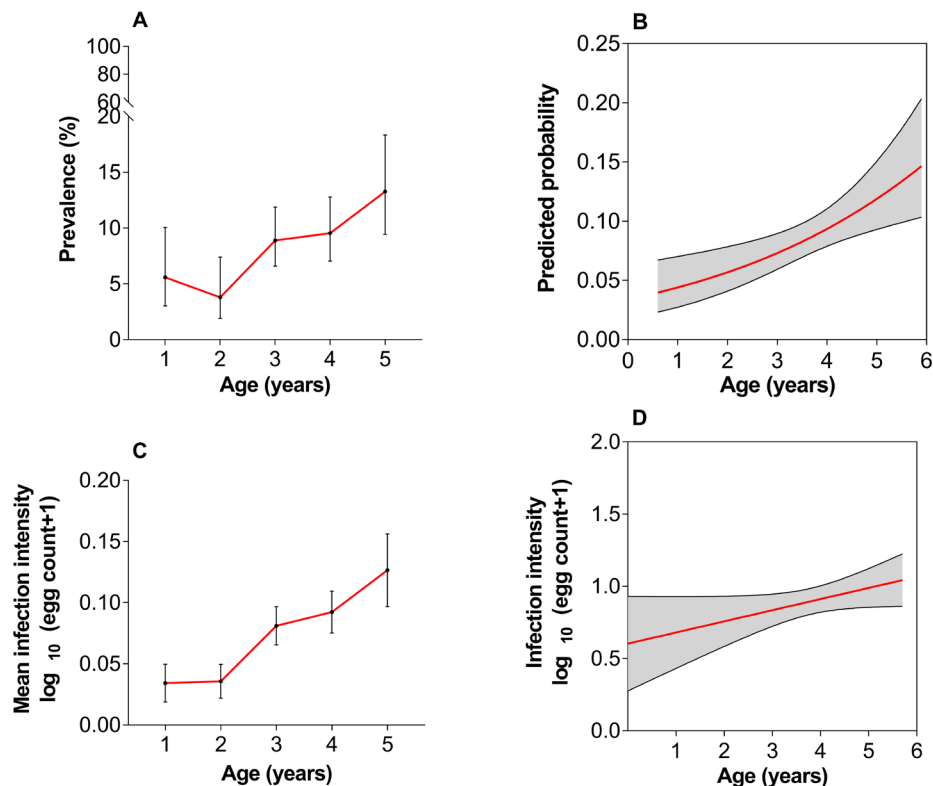 A
Prevalence (%)
100
80
60
20
15
10
5
0
1 2 3 4 5
Age (years)
B
Predicted probability
0.25
0.20
0.15
0.10
0.05
0.00
0 1 2 3 4 5 6
Age (years)
C
Mean infection intensity
log 10 (egg count+1)
0.20
0.15
0.10
0.05
0.00
1 2 3 4 5
Age (years)
D
Infection intensity
log 10 (egg count+1)
2.0
1.5
1.0
0.5
0.0
1 2 3 4 5 6
Age (years)